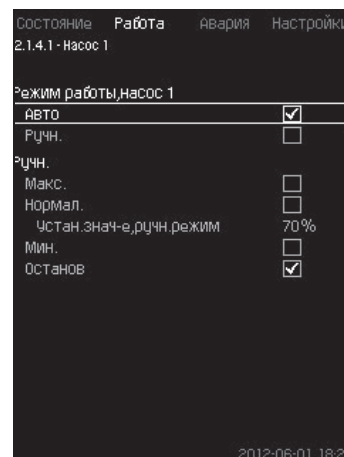 Состояние Работа Авария Настройки
2.1.4.1 - Насос 1
Режим работы,насос 1
Авто
Ручн.
Ручн.
Макс.
Нормал.
Устан.знач-е,ручн.режим 70%
Мин.
Останов
2012-06-01 18:2